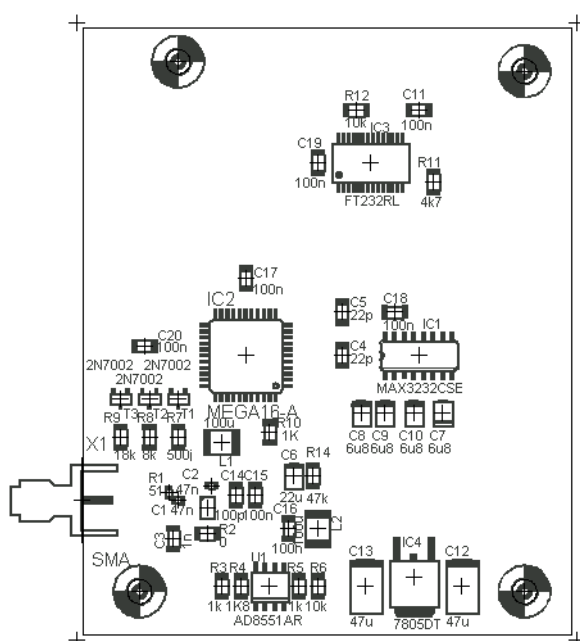 R12
C11
10k
IC3
100n
C19
R11
100n
FT232RL
4k7
C17
IC2
100n
C5
C18
22p
100n
IC1
C20
100n
C4
22p
2N7002
2N7002
2N7002
MAX3232CSE
T3
T2
T1
MEGA16-A
R9
R8
R7
100u
R10
1K
C8
C9
C10
C7
X1
18k
8k
L1
6u8
6u8
6u8
6u8
C6
R14
R1
C2
47n
C14
C15
22u
47k
C1
47n
100p
100n
C16
L2
C3
R2
0
100n
U1
C13
IC4
C12
SMA
R3
R4
R5
R6
1k
1K8
1k
10k
AD8551AR
47u
7805DT
47u